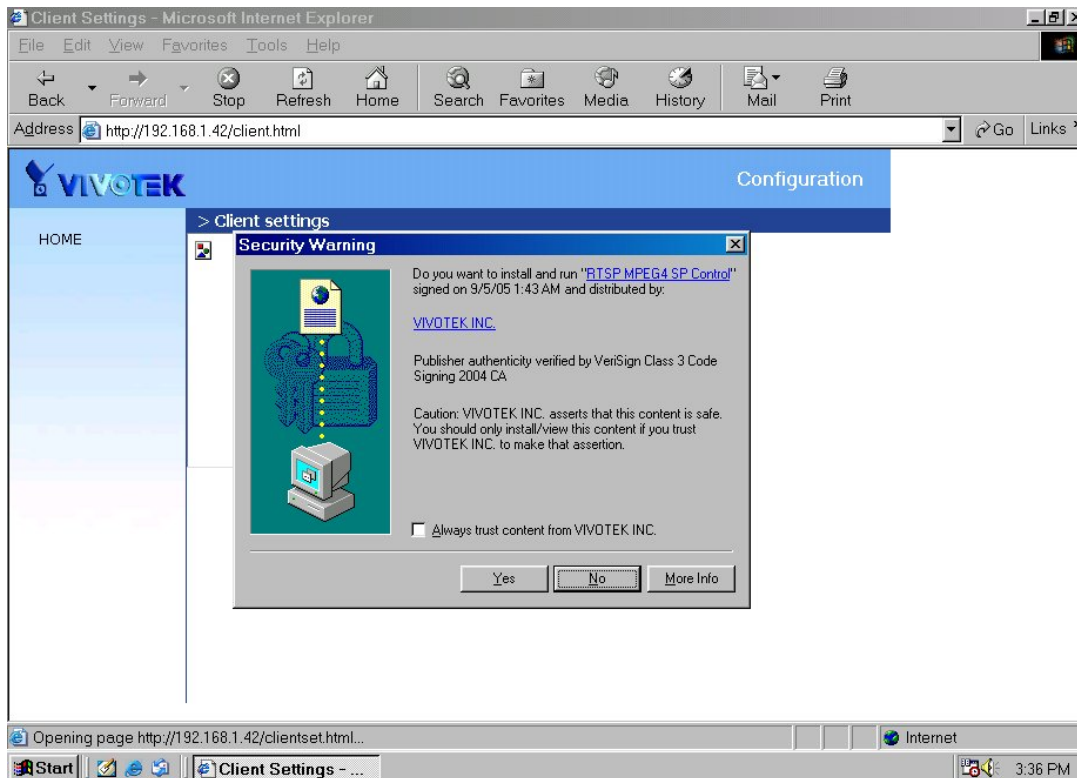 Client Settings - Microsoft Internet Explorer
File Edit View Favorites Tools Help
Back Forward Stop Refresh Home Search Favorites Media History Mail Print
Address http://192.168.1.42/client.html Go Links
VIVOTEK
Configuration
HOME
> Client settings
Security Warning
Do you want to install and run "RTSP MPEG4 SP Control"
signed on 9/5/05 1:43 AM and distributed by:
VIVOTEK INC.
Publisher authenticity verified by VeriSign Class 3 Code
Signing 2004 CA
Caution: VIVOTEK INC. asserts that this content is safe.
You should only install/view this content if you trust
VIVOTEK INC. to make that assertion.
Always trust content from VIVOTEK INC.
Yes No More Info
Opening page http://192.168.1.42/clientset.html... Internet
Start Client Settings - ... 3:36 PM